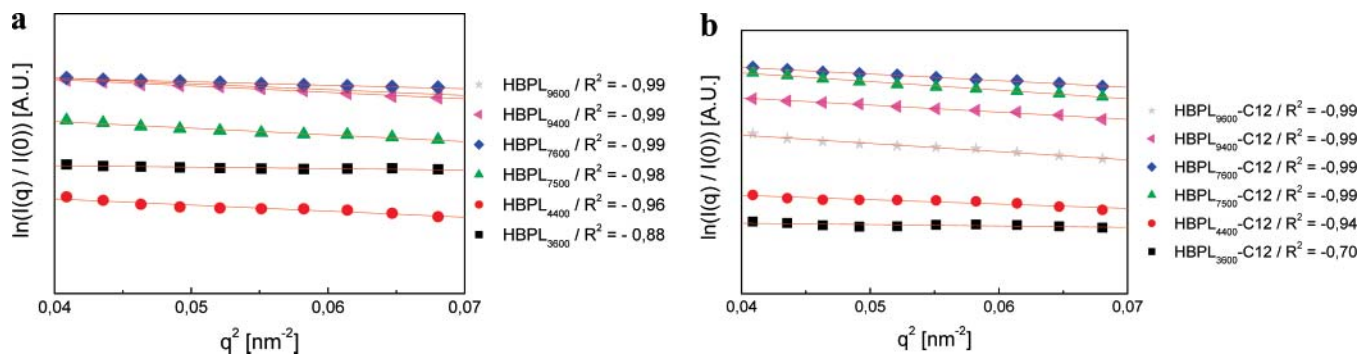 a
ln(I(q) / I(0)) [A.U.]
HBPL9600 / R² = - 0,99
HBPL9400 / R² = - 0,99
HBPL7600 / R² = - 0,99
HBPL7500 / R² = - 0,98
HBPL4400 / R² = - 0,96
HBPL3600 / R² = - 0,88
0,04 0,05 0,06 0,07
q² [nm⁻²]
b
ln(I(q) / I(0)) [A.U.]
HBPL9600-C12 / R² = -0,99
HBPL9400-C12 / R² = -0,99
HBPL7600-C12 / R² = -0,99
HBPL7500-C12 / R² = -0,99
HBPL4400-C12 / R² = -0,94
HBPL3600-C12 / R² = -0,70
0,04 0,05 0,06 0,07
q² [nm⁻²]